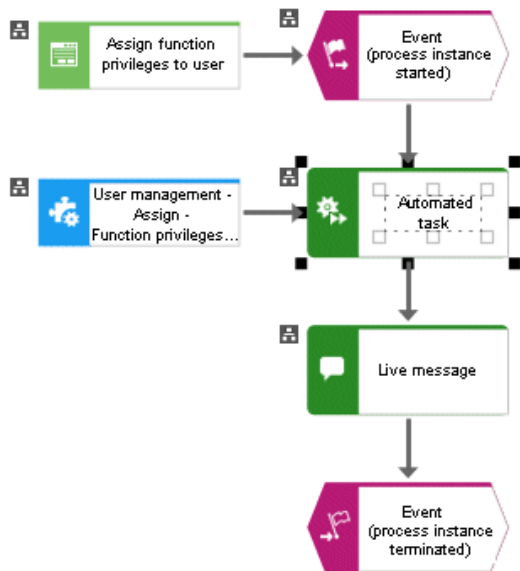 Assign function
privileges to user
Event
(process instance
started)
User management -
Assign -
Function privileges...
Automated
task
Live message
Event
(process instance
terminated)